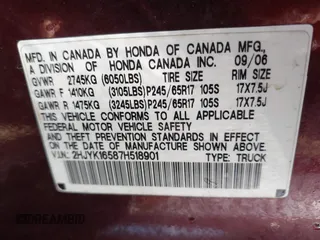 MFD. IN CANADA BY HONDA OF CANADA MFG.,
A DIVISION OF HONDA CANADA INC. 09/06
GVWR 2745KG (6050LBS) TIRE SIZE RIM SIZE
GAWR F 1410KG (3105LBS)P245/65R17 105S 17X7.5J
GAWR R 1475KG (3245LBS)P245/65R17 105S 17X7.5J
THIS VEHICLE CONFORMS TO ALL APPLICABLE
FEDERAL MOTOR VEHICLE SAFETY AND
THEFT PREVENTION STANDARDS IN EFFECT
ON THE DATE OF MANUFACTURE SHOWN ABOVE.
V.I.N.: 2HJYK16587H518901 TYPE: TRUCK
DREAMBID